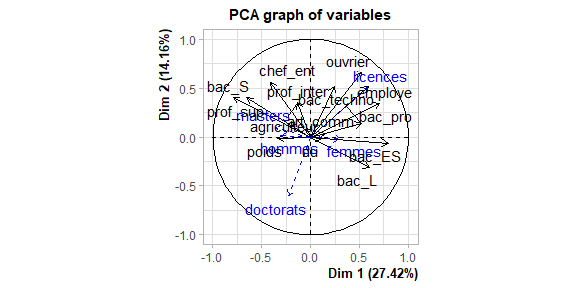 PCA graph of variables
Dim 2 (14.16%)
1.0
0.5
0.0
-0.5
-1.0
ouvrier
chef_ent
licences
bac_S
prof_inter
employe
bac_techno
prof_sup
masters
bac_pro
comm
agriculteur
hommes
poids
femmes
bac_ES
bac_L
doctorats
-1.0 -0.5 0.0 0.5 1.0
Dim 1 (27.42%)